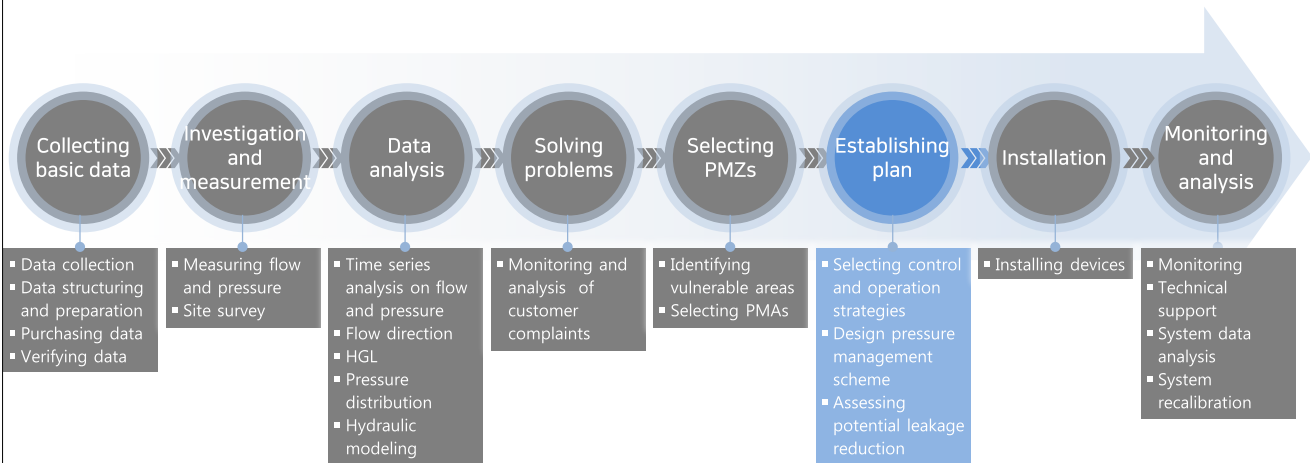 Collecting
basic data
Investigation
and
measurement
Data
analysis
Solving
problems
Selecting
PMZs
Establishing
plan
Installation
Monitoring
and
analysis
▪ Data collection
▪ Data structuring
and preparation
▪ Purchasing data
▪ Verifying data
▪ Measuring flow
and pressure
▪ Site survey
▪ Time series
analysis on flow
and pressure
▪ Flow direction
▪ HGL
▪ Pressure
distribution
▪ Hydraulic
modeling
▪ Monitoring and
analysis of
customer
complaints
▪ Identifying
vulnerable areas
▪ Selecting PMAs
▪ Selecting control
and operation
strategies
▪ Design pressure
management
scheme
▪ Assessing
potential leakage
reduction
▪ Installing devices
▪ Monitoring
▪ Technical
support
▪ System data
analysis
▪ System
recalibration